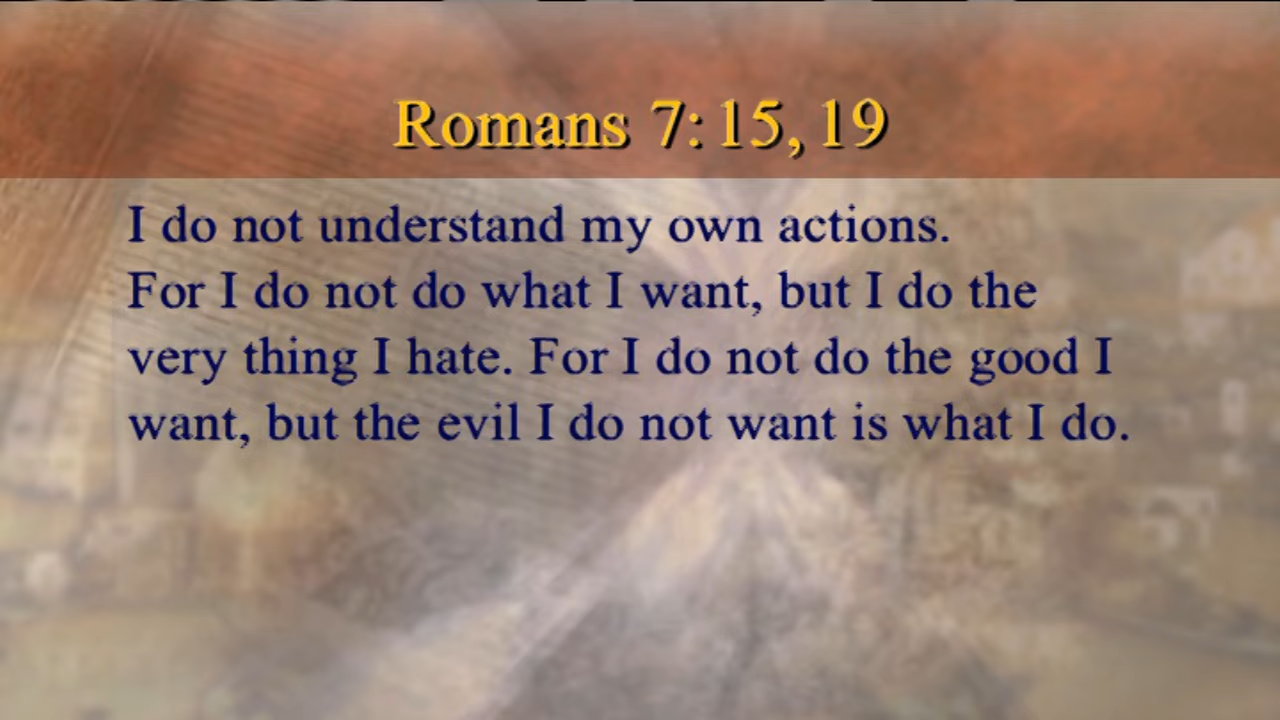 Romans 7:15, 19
I do not understand my own actions.
For I do not do what I want, but I do the
very thing I hate. For I do not do the good I
want, but the evil I do not want is what I do.